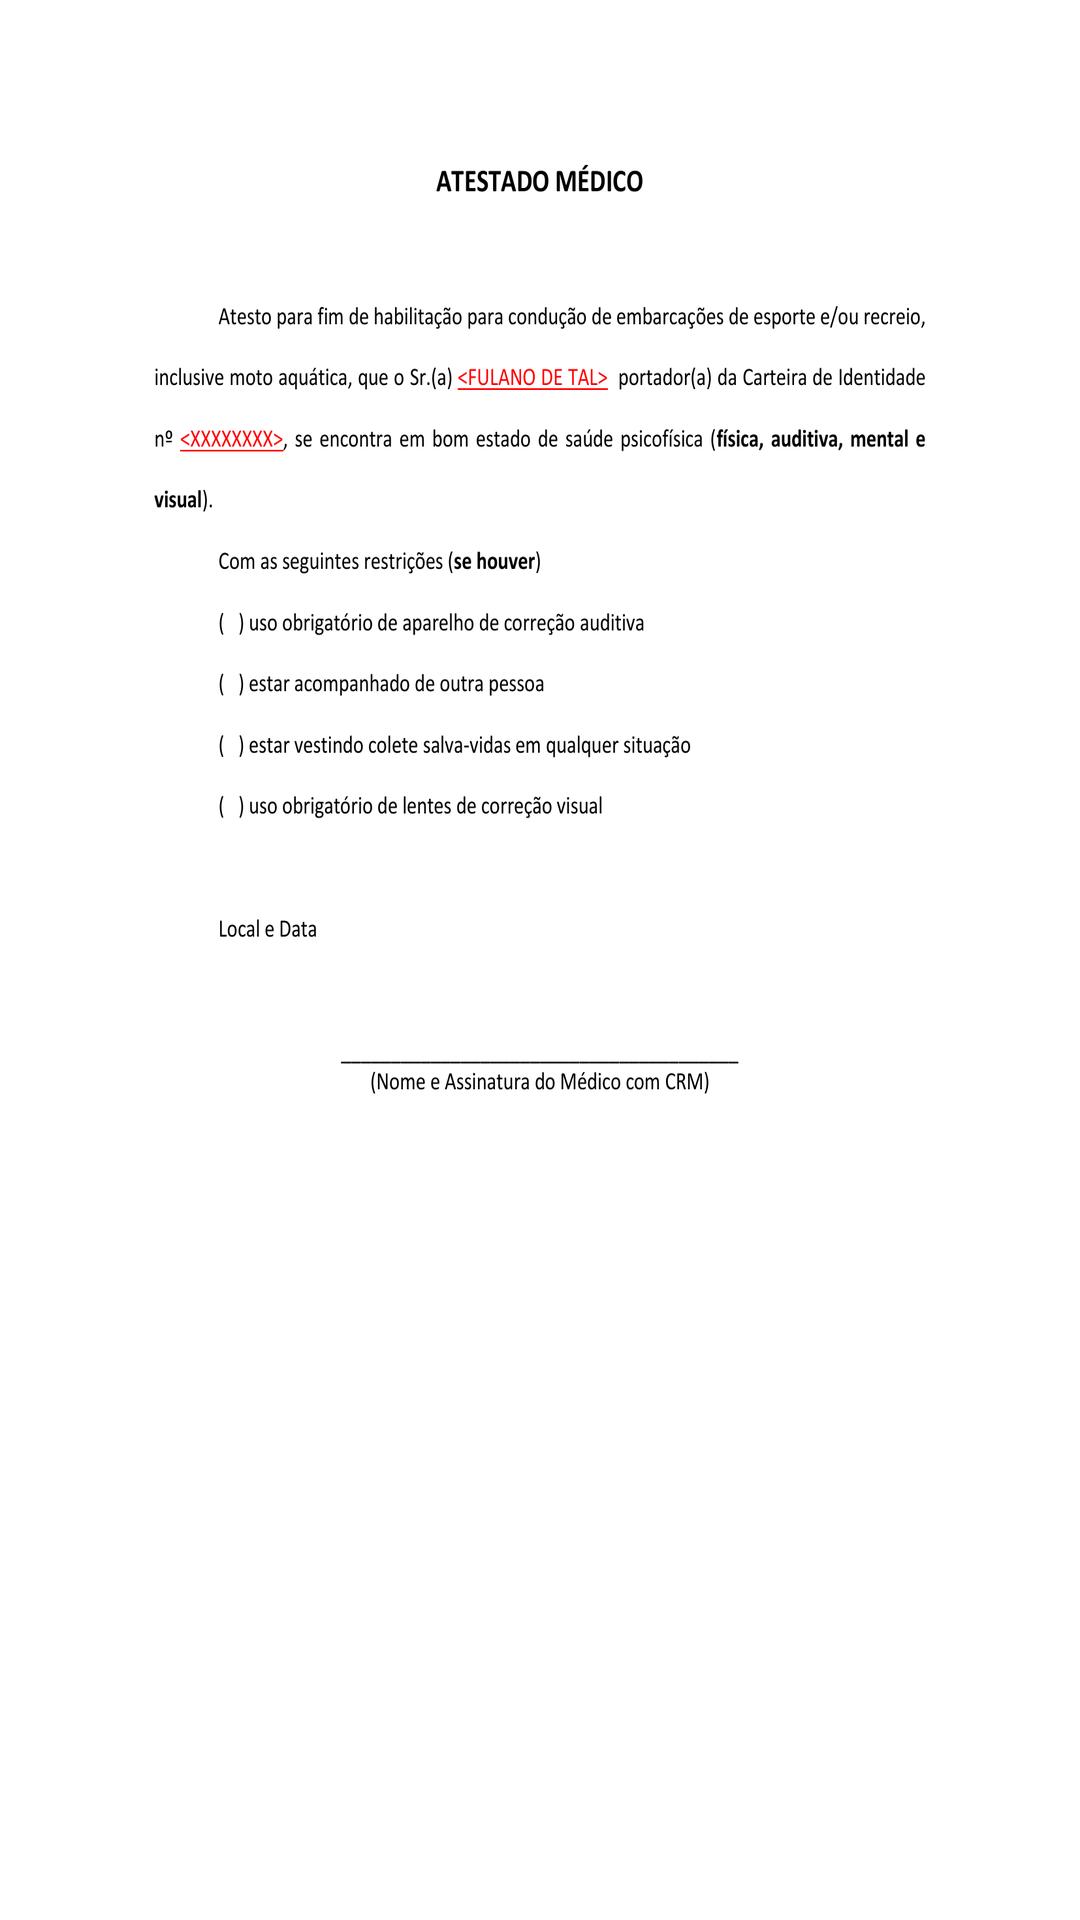 ATESTADO MÉDICO
Atesto para fim de habilitação para condução de embarcações de esporte e/ou recreio,
inclusive moto aquática, que o Sr.(a) <FULANO DE TAL> portador(a) da Carteira de Identidade
nº <XXXXXXXX>, se encontra em bom estado de saúde psicofísica (física, auditiva, mental e
visual).
Com as seguintes restrições (se houver)
( ) uso obrigatório de aparelho de correção auditiva
( ) estar acompanhado de outra pessoa
( ) estar vestindo colete salva-vidas em qualquer situação
( ) uso obrigatório de lentes de correção visual
Local e Data
________________________________________
(Nome e Assinatura do Médico com CRM)